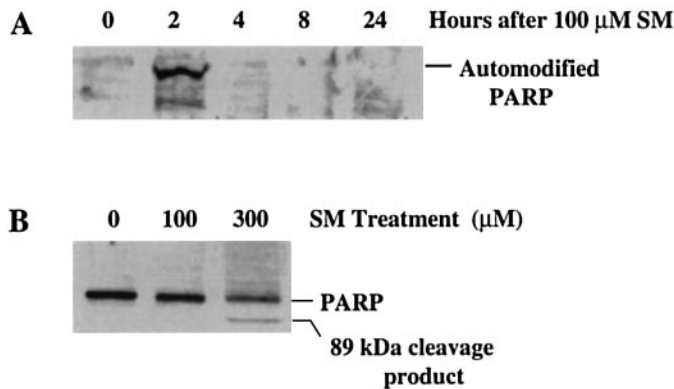 A 0 2 4 8 24 Hours after 100 µM SM
Automodified
PARP
B 0 100 300 SM Treatment (µM)
PARP
89 kDa cleavage
product